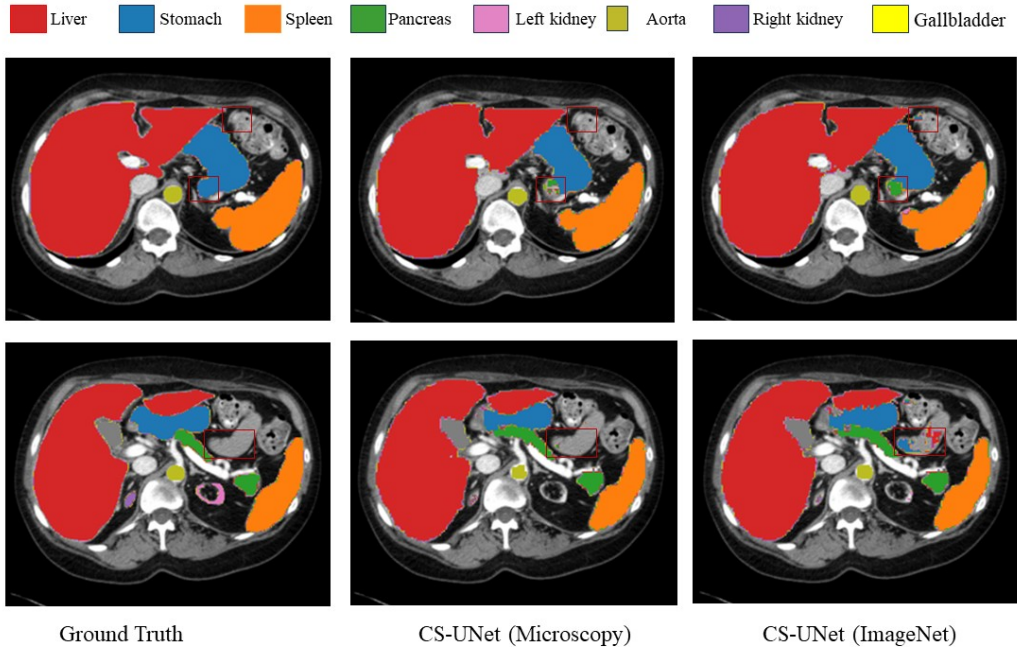 Liver Stomach Spleen Pancreas Left kidney Aorta Right kidney Gallbladder
Ground Truth CS-UNet (Microscopy) CS-UNet (ImageNet)